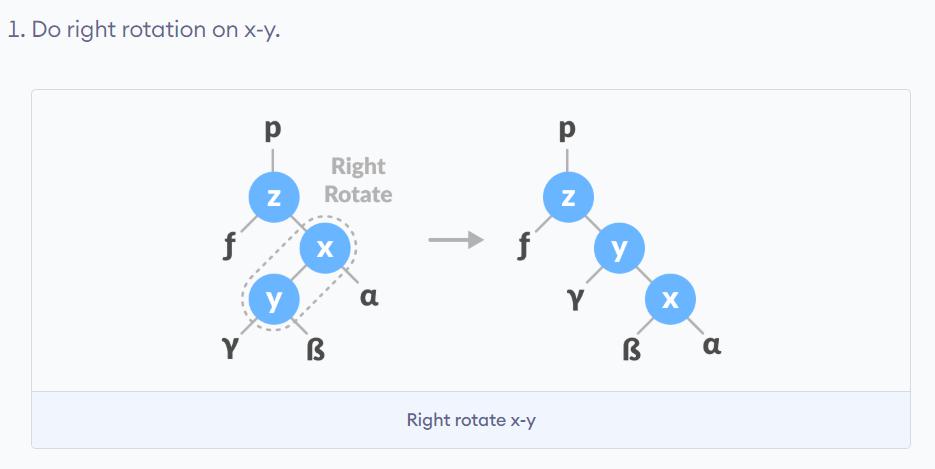 1. Do right rotation on x-y.
p
Right
Rotate
z
ƒ
x
y
α
γ
ß
p
z
ƒ
y
γ
x
ß
α
Right rotate x-y